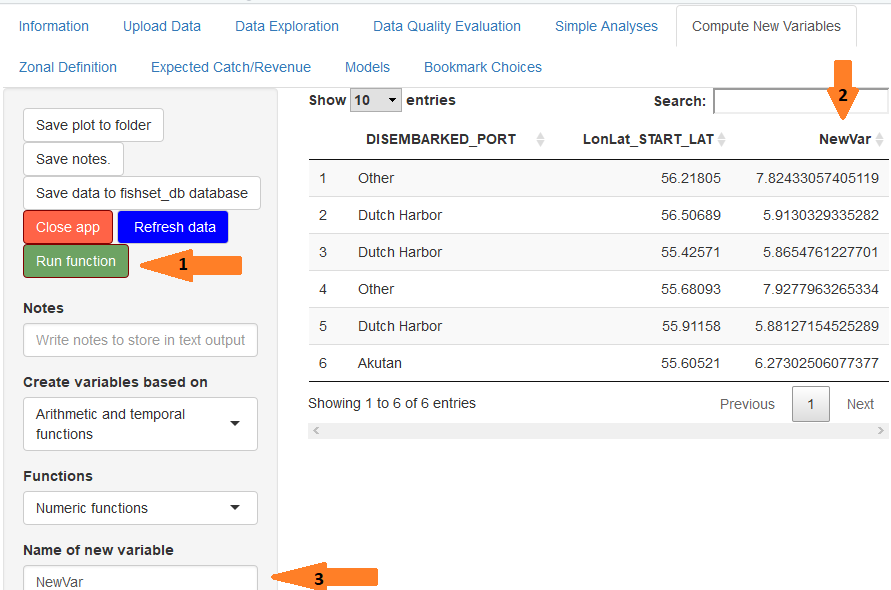 Information Upload Data Data Exploration Data Quality Evaluation Simple Analyses Compute New Variables
Zonal Definition Expected Catch/Revenue Models Bookmark Choices
Save plot to folder
Save notes.
Save data to fishset_db database
Close app Refresh data
Run function
1
Notes
Write notes to store in text output
Create variables based on
Arithmetic and temporal
functions
Functions
Numeric functions
Name of new variable
NewVar
3
Show 10 entries Search:
2
DISEMBARKED_PORT LonLat_START_LAT NewVar
1 Other 56.21805 7.82433057405119
2 Dutch Harbor 56.50689 5.9130329335282
3 Dutch Harbor 55.42571 5.8654761227701
4 Other 55.68093 7.9277963265334
5 Dutch Harbor 55.91158 5.88127154525289
6 Akutan 55.60521 6.27302506077377
Showing 1 to 6 of 6 entries Previous 1 Next